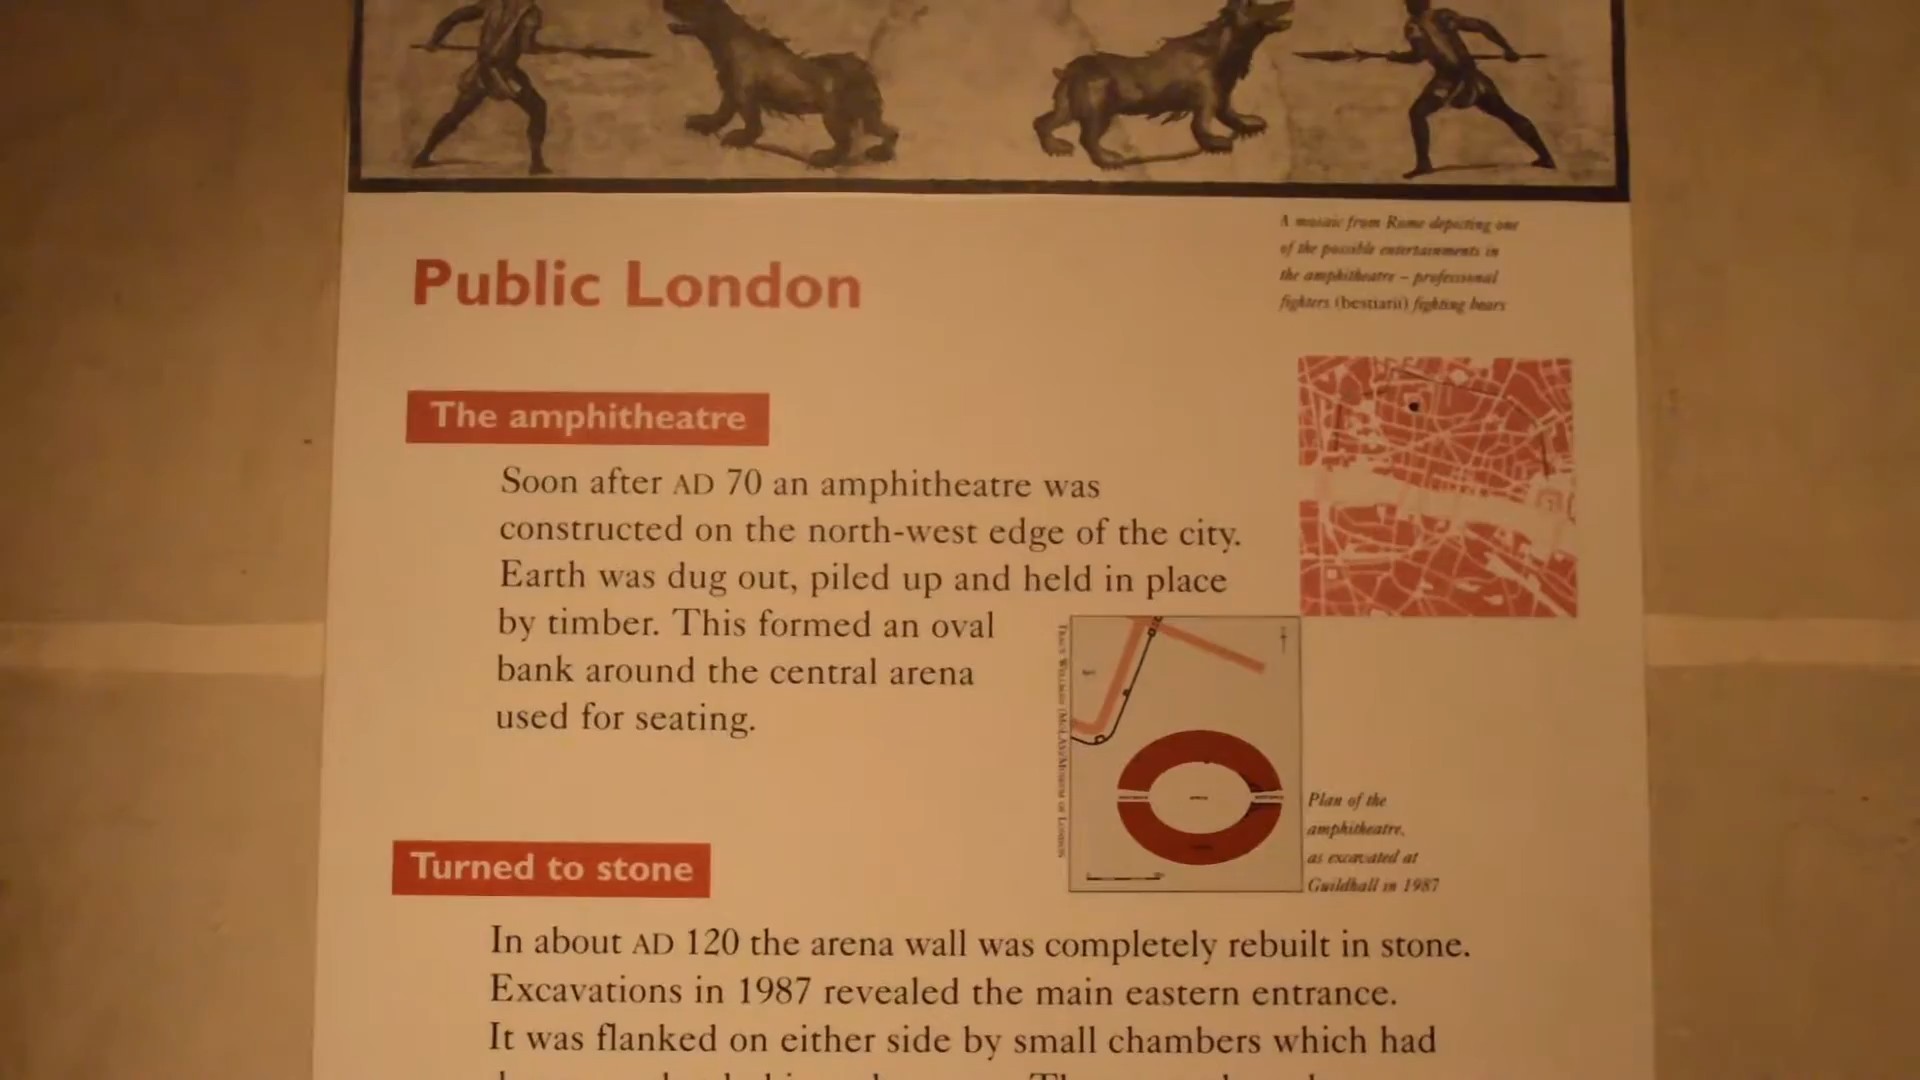 A mosaic from Rome depicting one
of the possible entertainments in
the amphitheatre – professional
fighters (bestiarii) fighting bears
Public London
The amphitheatre
Soon after AD 70 an amphitheatre was
constructed on the north-west edge of the city.
Earth was dug out, piled up and held in place
by timber. This formed an oval
bank around the central arena
used for seating.
Plan of the
amphitheatre,
as excavated at
Guildhall in 1987
Turned to stone
In about AD 120 the arena wall was completely rebuilt in stone.
Excavations in 1987 revealed the main eastern entrance.
It was flanked on either side by small chambers which had